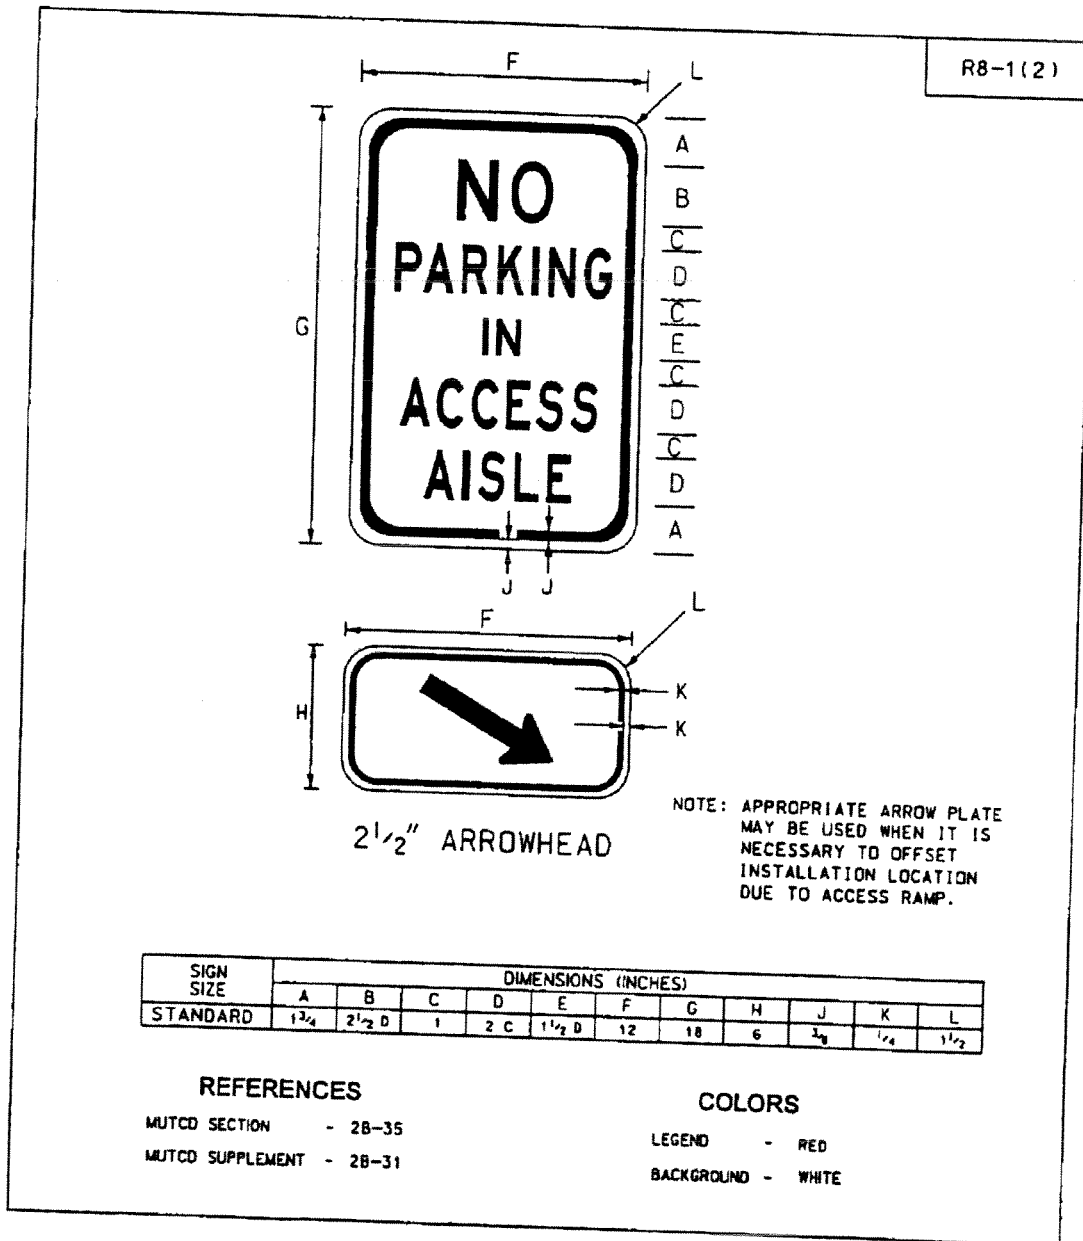 R8-1(2)
F
L
A
B
C
D
C
E
C
D
C
D
A
G
NO
PARKING
IN
ACCESS
AISLE
J J
F
L
H
K
K
2 1/2" ARROWHEAD
NOTE: APPROPRIATE ARROW PLATE
MAY BE USED WHEN IT IS
NECESSARY TO OFFSET
INSTALLATION LOCATION
DUE TO ACCESS RAMP.
SIGN SIZE
DIMENSIONS (INCHES)
A B C D E F G H J K L
STANDARD 1 3/4 2 1/2 D 1 2 C 1 1/2 D 12 18 6 3/8 1/4 1 1/2
REFERENCES
MUTCD SECTION - 2B-35
MUTCD SUPPLEMENT - 2B-31
COLORS
LEGEND - RED
BACKGROUND - WHITE